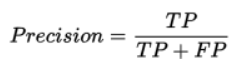 Precision = TP / (TP + FP)